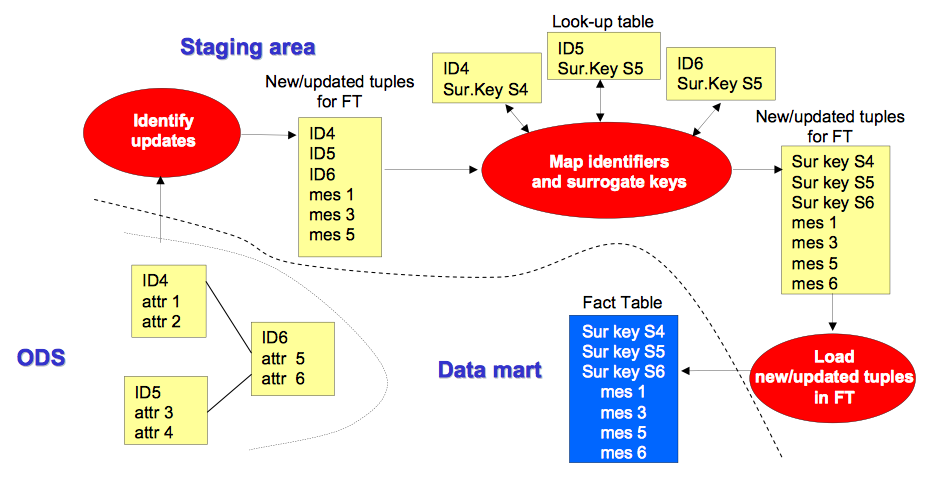 Staging area
Look-up table
ID4
Sur.Key S4
ID5
Sur.Key S5
ID6
Sur.Key S5
New/updated tuples
for FT
Identify
updates
ID4
ID5
ID6
mes 1
mes 3
mes 5
Map identifiers
and surrogate keys
New/updated tuples
for FT
Sur key S4
Sur key S5
Sur key S6
mes 1
mes 3
mes 5
mes 6
ODS
ID4
attr 1
attr 2
ID5
attr 3
attr 4
ID6
attr 5
attr 6
Data mart
Fact Table
Sur key S4
Sur key S5
Sur key S6
mes 1
mes 3
mes 5
mes 6
Load
new/updated tuples
in FT